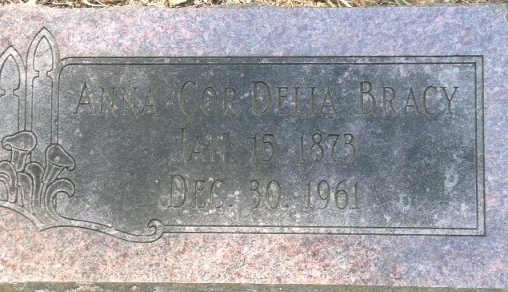 Anna Cor Delia Bracy
Jan. 15, 1873
Dec. 30, 1961